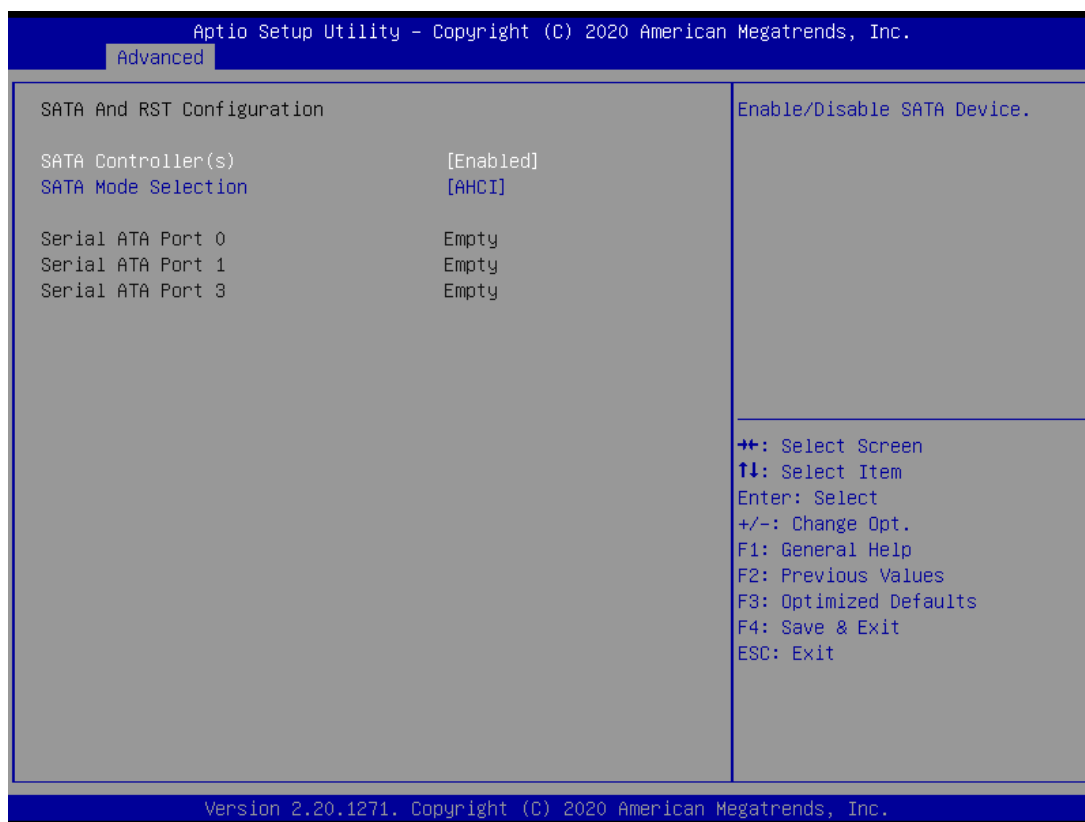 Aptio Setup Utility – Copyright (C) 2020 American Megatrends, Inc.
Advanced
SATA And RST Configuration
SATA Controller(s) [Enabled]
SATA Mode Selection [AHCI]
Serial ATA Port 0 Empty
Serial ATA Port 1 Empty
Serial ATA Port 3 Empty
Enable/Disable SATA Device.
→←: Select Screen
↑↓: Select Item
Enter: Select
+/-: Change Opt.
F1: General Help
F2: Previous Values
F3: Optimized Defaults
F4: Save & Exit
ESC: Exit
Version 2.20.1271. Copyright (C) 2020 American Megatrends, Inc.